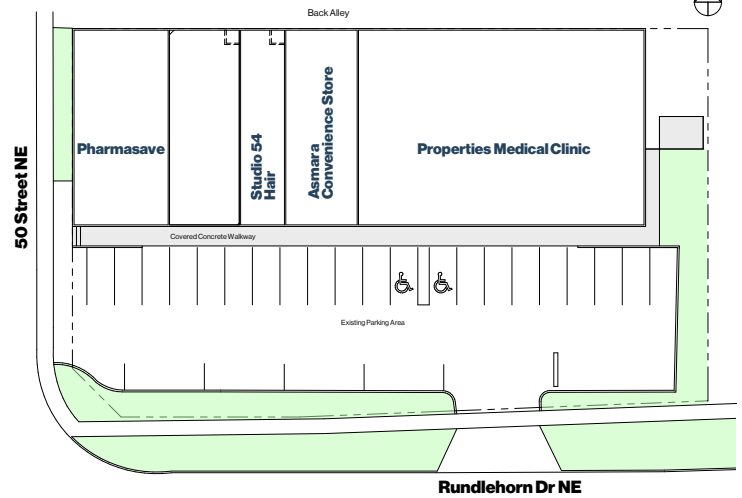 Back Alley
Pharmasave
Studio 54
Hair
Asmara
Convenience Store
Properties Medical Clinic
50 Street NE
Covered Concrete Walkway
Existing Parking Area
Rundlehorn Dr NE